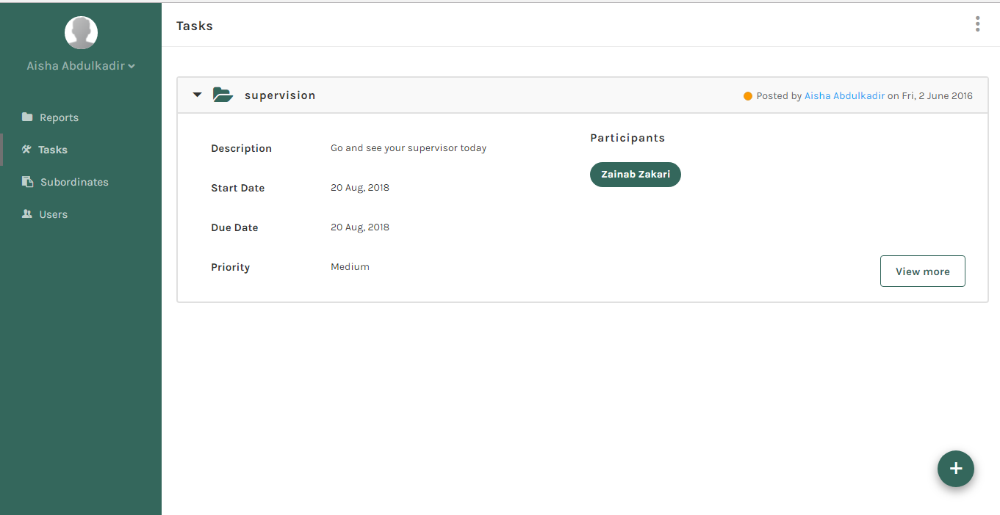 Aisha Abdulkadir
Reports
Tasks
Subordinates
Users
Tasks
supervision
Posted by Aisha Abdulkadir on Fri, 2 June 2016
Description Go and see your supervisor today
Start Date 20 Aug, 2018
Due Date 20 Aug, 2018
Priority Medium
Participants
Zainab Zakari
View more